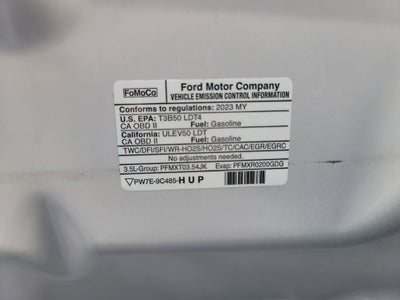 FoMoCo
Ford Motor Company
VEHICLE EMISSION CONTROL INFORMATION
Conforms to regulations: 2023 MY
U.S. EPA: T3B50 LDT4
CA OBD II Fuel: Gasoline
California: ULEV50 LDT
CA OBD II Fuel: Gasoline
TWC/DFI/SFI/WR-HO2S/HO2S/TC/CAC/EGR/EGRC
No adjustments needed.
3.5L-Group: PFMXT03.54JK Evap: PFMXR0200GDG
PW7E-9C485-HUP